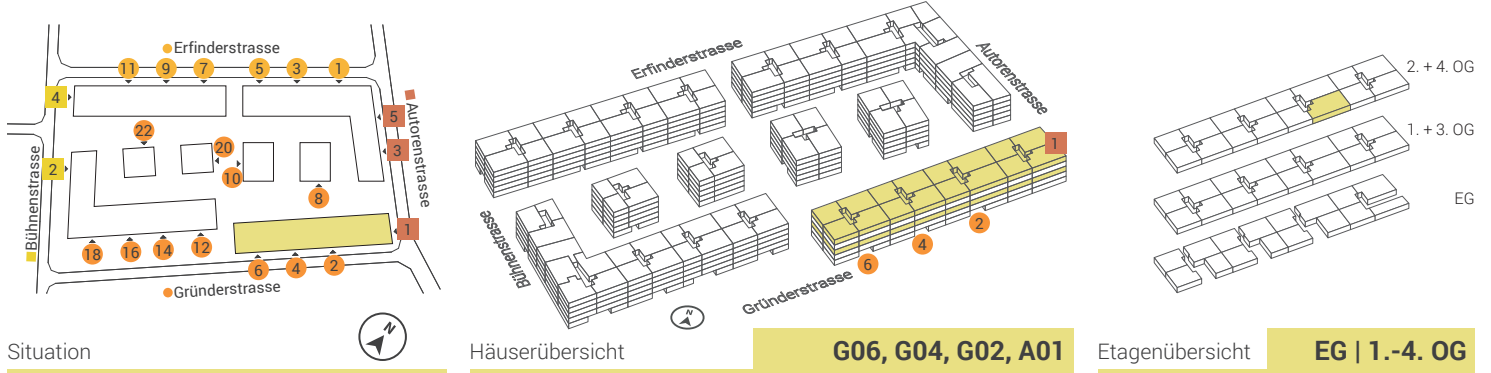 Erfinderstrasse
11 9 7 5 3 1
4
5
Autorenstrasse
3
22
20
10
8
2
Bühnenstrasse
1
18 16 14 12
6 4 2
Gründerstrasse
N
Situation
Erfinderstrasse
Autorenstrasse
1
Bühnenstrasse
2
4
6
Gründerstrasse
N
Häuserübersicht
G06, G04, G02, A01
2. + 4. OG
1. + 3. OG
EG
Etagenübersicht
EG | 1.-4. OG